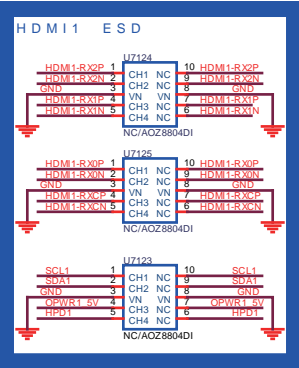 HDMI1 ESD
U7124
HDMI1-RX2P 1 CH1 NC 10 HDMI1-RX2P
HDMI1-RX2N 2 CH2 NC 9 HDMI1-RX2N
GND 3 VN VN 8 GND
HDMI1-RX1P 4 CH3 NC 7 HDMI1-RX1P
HDMI1-RX1N 5 CH4 NC 6 HDMI1-RX1N
NC/AOZ8804DI
U7125
HDMI1-RX0P 1 CH1 NC 10 HDMI1-RX0P
HDMI1-RX0N 2 CH2 NC 9 HDMI1-RX0N
GND 3 VN VN 8 GND
HDMI1-RXCP 4 CH3 NC 7 HDMI1-RXCP
HDMI1-RXCN 5 CH4 NC 6 HDMI1-RXCN
NC/AOZ8804DI
U7123
SCL1 1 CH1 NC 10 SCL1
SDA1 2 CH2 NC 9 SDA1
GND 3 VN VN 8 GND
OPWR1_5V 4 CH3 NC 7 OPWR1_5V
HPD1 5 CH4 NC 6 HPD1
NC/AOZ8804DI